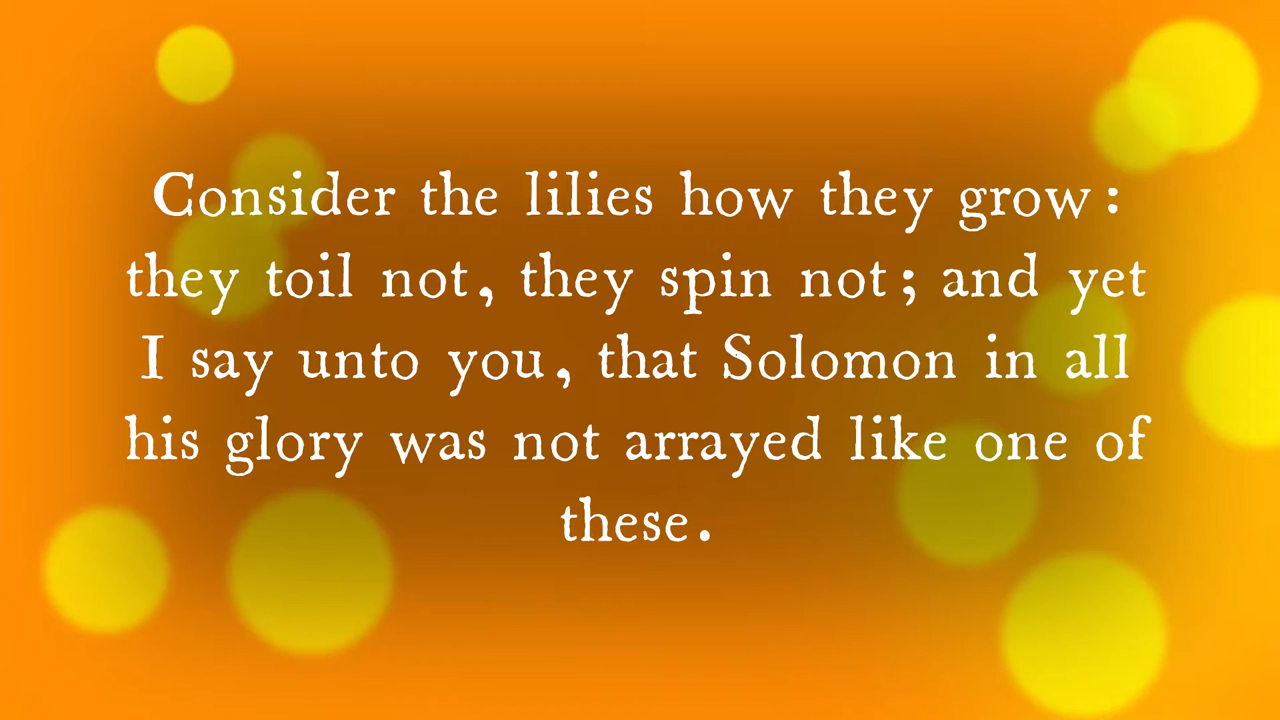 Consider the lilies how they grow:
they toil not, they spin not; and yet
I say unto you, that Solomon in all
his glory was not arrayed like one of
these.